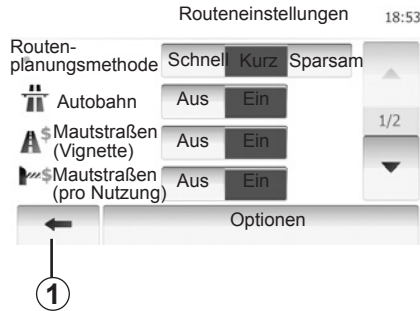 Routeneinstellungen 18:53
Routen-
planungsmethode Schnell Kurz Sparsam
Autobahn Aus Ein
1/2
$ Mautstraßen
(Vignette) Aus Ein
$ Mautstraßen
(pro Nutzung) Aus Ein
Optionen
1